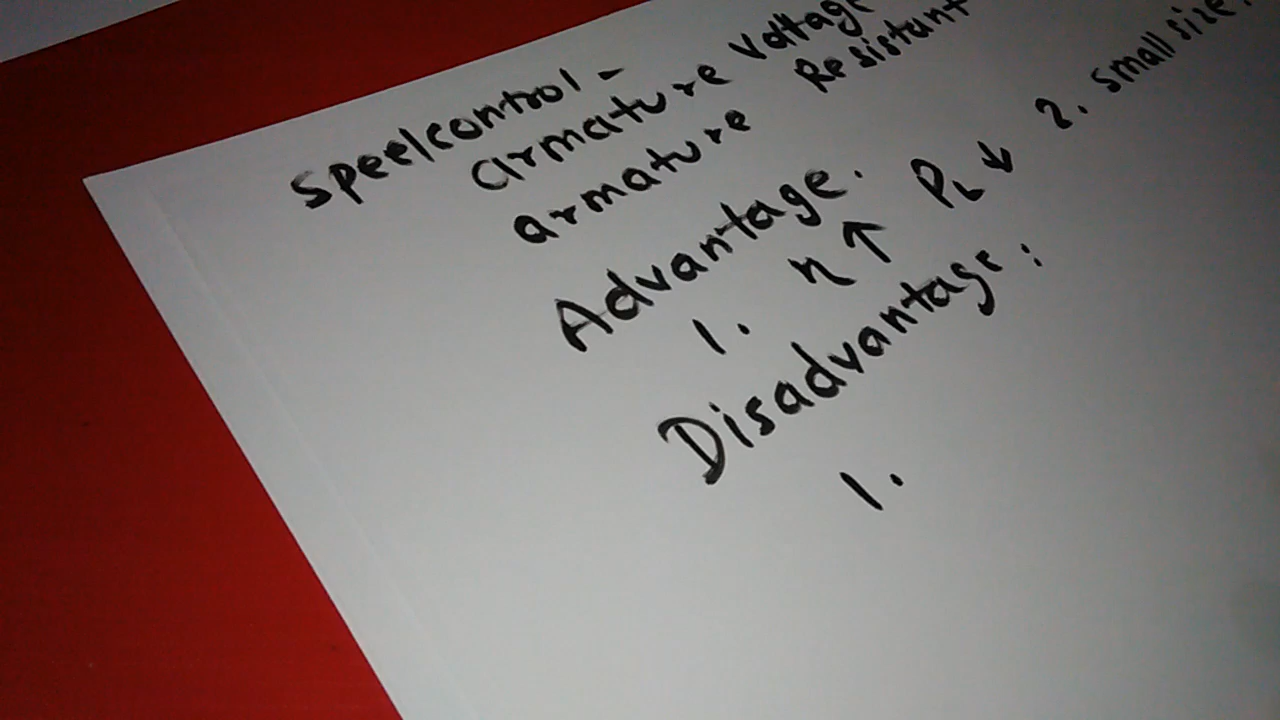 Speelcontrol -
armature Voltage
armature Resistant
Advantage.
1. n ↑ PL ↓ 2. small size.
Disadvantage:
1.